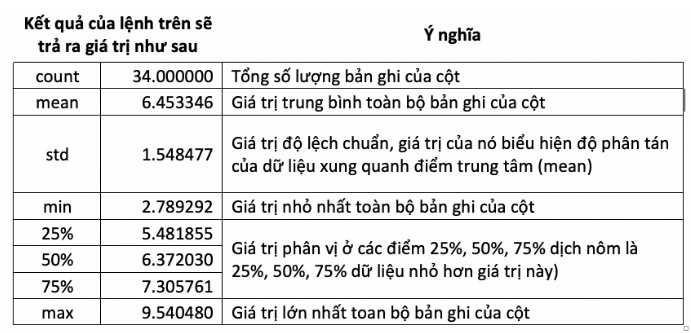 Kết quả của lệnh trên sẽ
trả ra giá trị như sau
Ý nghĩa
count 34.000000 Tổng số lượng bản ghi của cột
mean 6.453346 Giá trị trung bình toàn bộ bản ghi của cột
std 1.548477 Giá trị độ lệch chuẩn, giá trị của nó biểu hiện độ phân tán
của dữ liệu xung quanh điểm trung tâm (mean)
min 2.789292 Giá trị nhỏ nhất toàn bộ bản ghi của cột
25% 5.481855
50% 6.372030
75% 7.305761
Giá trị phân vị ở các điểm 25%, 50%, 75% dịch nôm là
25%, 50%, 75% dữ liệu nhỏ hơn giá trị này)
max 9.540480 Giá trị lớn nhất toan bộ bản ghi của cột